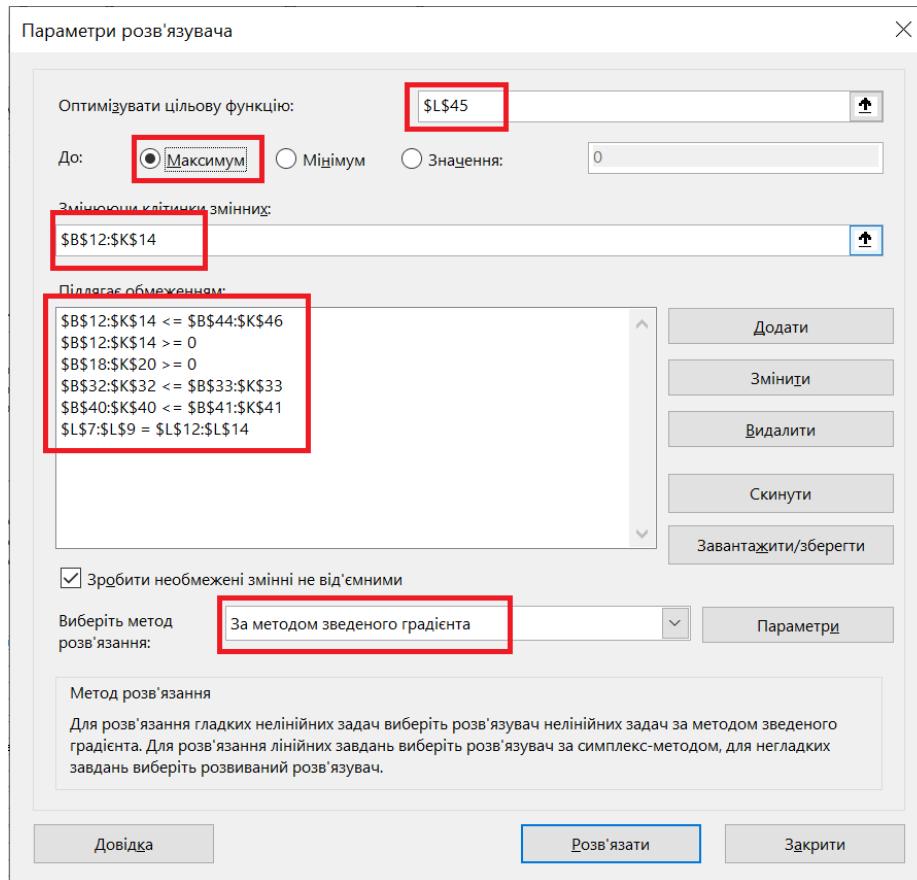 Параметри розв'язувача
Оптимізувати цільову функцію: $L$45
До: Максимум Мінімум Значення: 0
Змінюючи клітинки змінних:
$B$12:$K$14
Підлягає обмеженням:
$B$12:$K$14 <= $B$44:$K$46
$B$12:$K$14 >= 0
$B$18:$K$20 >= 0
$B$32:$K$32 <= $B$33:$K$33
$B$40:$K$40 <= $B$41:$K$41
$L$7:$L$9 = $L$12:$L$14
Додати
Змінити
Видалити
Скинути
Завантажити/зберегти
Зробити необмежені змінні не від'ємними
Виберіть метод
розв'язання:
За методом зведеного градієнта
Параметри
Метод розв'язання
Для розв'язання гладких нелінійних задач виберіть розв'язувач нелінійних задач за методом зведеного
градієнта. Для розв'язання лінійних завдань виберіть розв'язувач за симплекс-методом, для негладких
завдань виберіть розвиваний розв'язувач.
Довідка
Розв'язати
Закрити